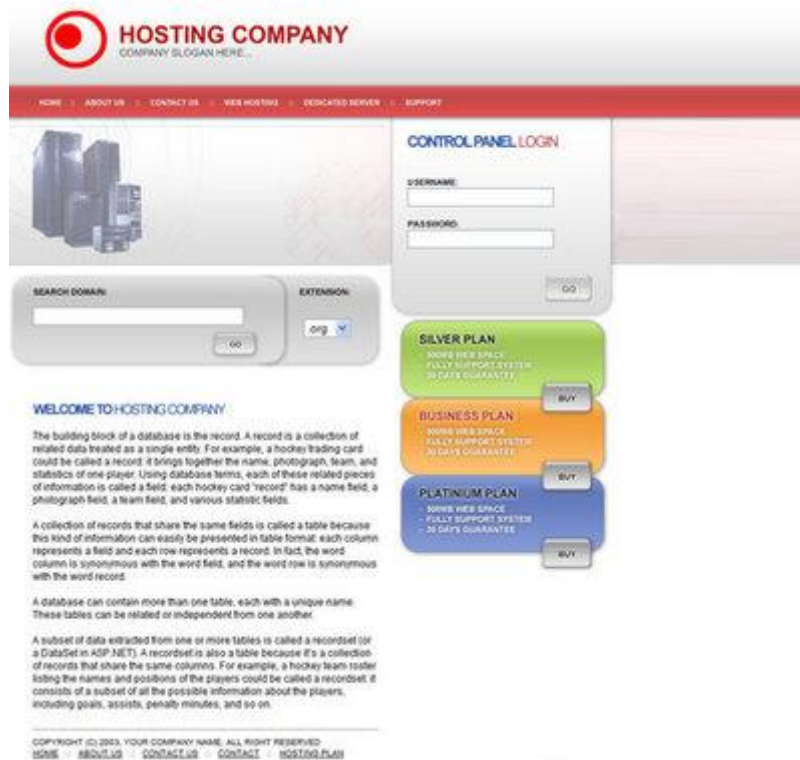 HOSTING COMPANY
COMPANY SLOGAN HERE...
HOME : ABOUT US : CONTACT US : WEB HOSTING : DEDICATED SERVER : SUPPORT
CONTROL PANEL LOGIN
USERNAME:
PASSWORD:
GO
SEARCH DOMAIN:
EXTENSION:
.org
GO
SILVER PLAN
- 500MB WEB SPACE
- FULLY SUPPORT SYSTEM
- 30 DAYS GUARANTEE
BUY
BUSINESS PLAN
- 500MB WEB SPACE
- FULLY SUPPORT SYSTEM
- 30 DAYS GUARANTEE
BUY
PLATINIUM PLAN
- 500MB WEB SPACE
- FULLY SUPPORT SYSTEM
- 30 DAYS GUARANTEE
BUY
WELCOME TO HOSTING COMPANY
The building block of a database is the record. A record is a collection of
related data treated as a single entity. For example, a hockey trading card
could be called a record: it brings together the name, photograph, team, and
statistics of one player. Using database terms, each of these related pieces
of information is called a field: each hockey card "record" has a name field, a
photograph field, a team field, and various statistic fields.
A collection of records that share the same fields is called a table because
this kind of information can easily be presented in table format: each column
represents a field and each row represents a record. In fact, the word
column is synonymous with the word field, and the word row is synonymous
with the word record.
A database can contain more than one table, each with a unique name.
These tables can be related or independent from one another.
A subset of data extracted from one or more tables is called a recordset (or
a DataSet in ASP.NET). A recordset is also a table because it's a collection
of records that share the same columns. For example, a hockey team roster
listing the names and positions of the players could be called a recordset: it
consists of a subset of all the possible information about the players,
including goals, assists, penalty minutes, and so on.
COPYRIGHT (C) 2003, YOUR COMPANY NAME. ALL RIGHT RESERVED
HOME : ABOUT US : CONTACT US : CONTACT : HOSTING PLAN